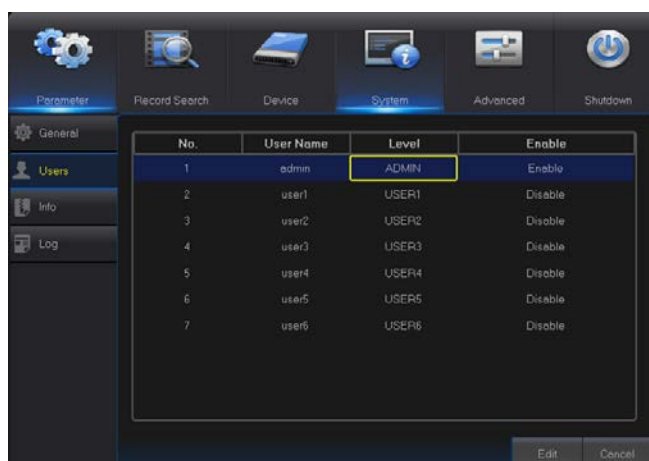 Parameter Record Search Device System Advanced Shutdown
General
Users
Info
Log
No. User Name Level Enable
1 admin ADMIN Enable
2 user1 USER1 Disable
3 user2 USER2 Disable
4 user3 USER3 Disable
5 user4 USER4 Disable
6 user5 USER5 Disable
7 user6 USER6 Disable
Edit Cancel